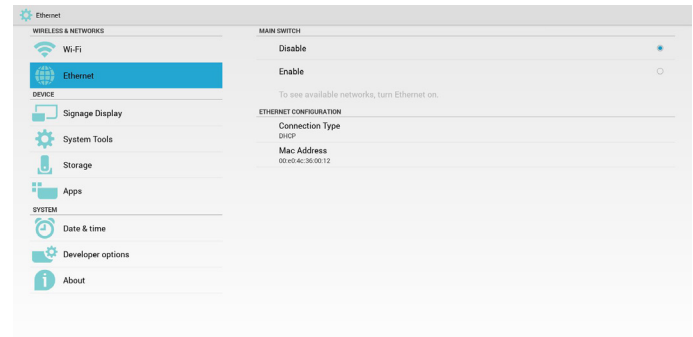 Ethernet
WIRELESS & NETWORKS
Wi-Fi
Ethernet
DEVICE
Signage Display
System Tools
Storage
Apps
SYSTEM
Date & time
Developer options
About
MAIN SWITCH
Disable
Enable
To see available networks, turn Ethernet on.
ETHERNET CONFIGURATION
Connection Type
DHCP
Mac Address
00:e0:4c:36:00:12